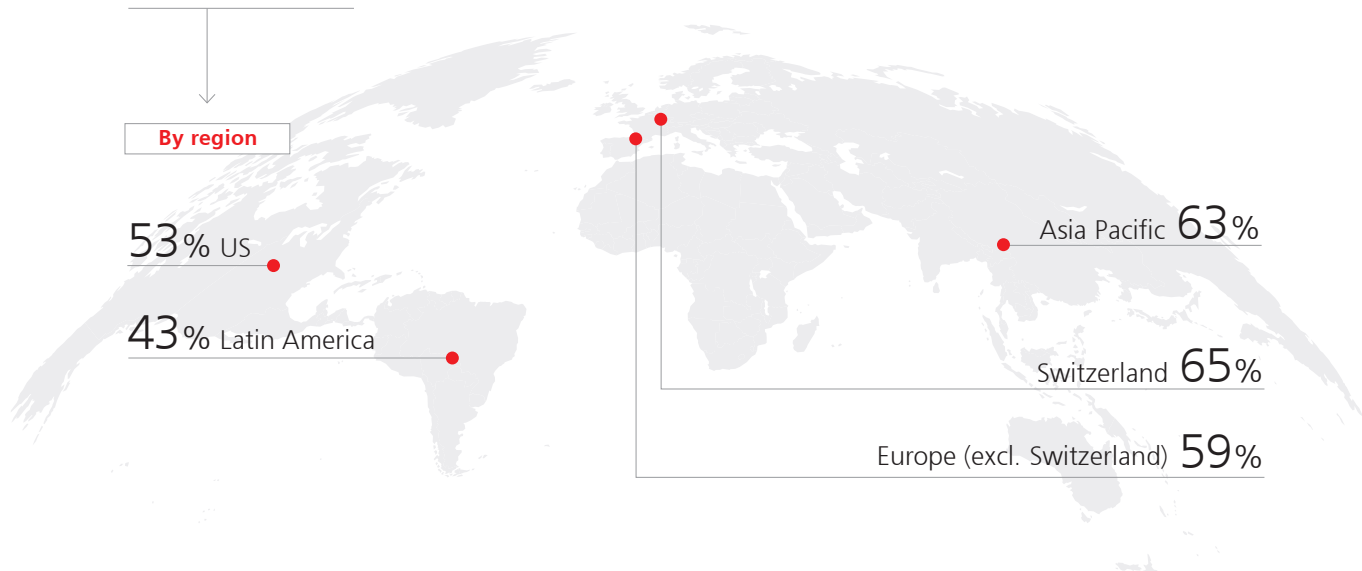 By region
53% US
43% Latin America
Asia Pacific 63%
Switzerland 65%
Europe (excl. Switzerland) 59%